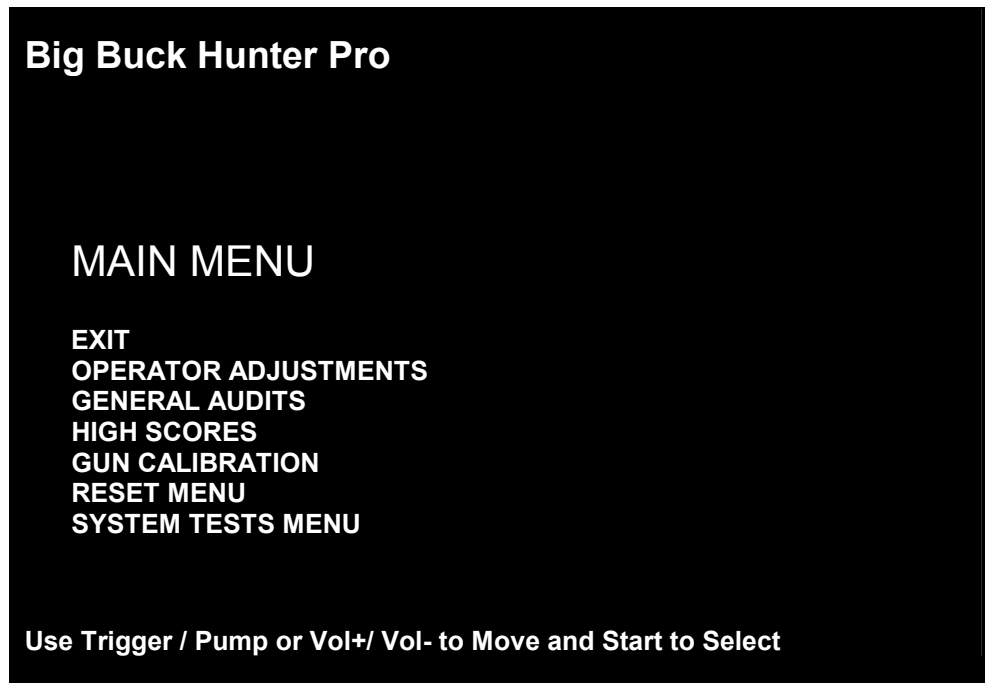 Big Buck Hunter Pro
MAIN MENU
EXIT
OPERATOR ADJUSTMENTS
GENERAL AUDITS
HIGH SCORES
GUN CALIBRATION
RESET MENU
SYSTEM TESTS MENU
Use Trigger / Pump or Vol+/ Vol- to Move and Start to Select